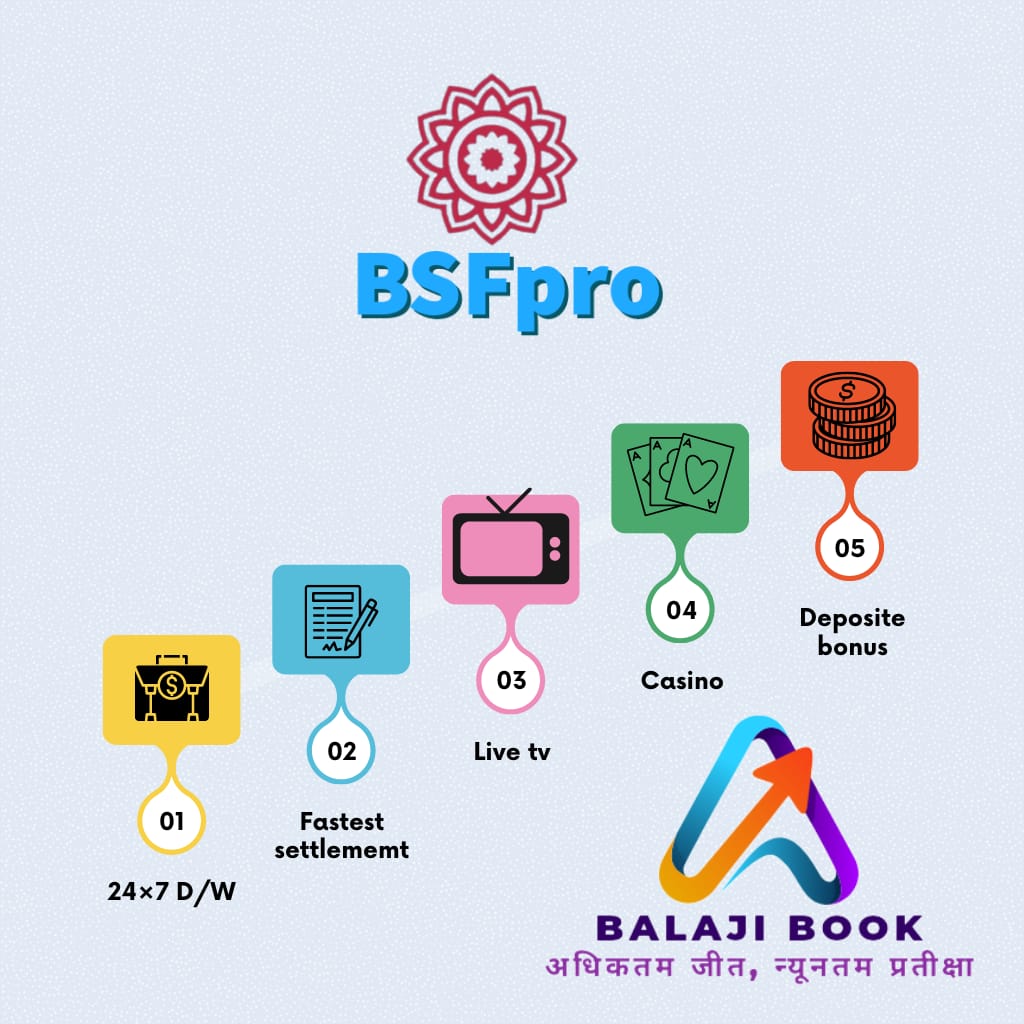 BSFpro
01
24×7 D/W
02
Fastest
settlememt
03
Live tv
04
Casino
05
Deposite
bonus
BALAJI BOOK
अधिकतम जीत, न्यूनतम प्रतीक्षा